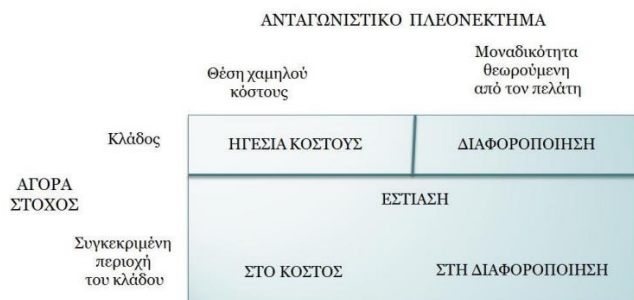 ΑΝΤΑΓΩΝΙΣΤΙΚΟ ΠΛΕΟΝΕΚΤΗΜΑ
Θέση χαμηλού
κόστους
Μοναδικότητα
θεωρούμενη
από τον πελάτη
Κλάδος
ΗΓΕΣΙΑ ΚΟΣΤΟΥΣ
ΔΙΑΦΟΡΟΠΟΙΗΣΗ
ΑΓΟΡΑ
ΣΤΟΧΟΣ
ΕΣΤΙΑΣΗ
Συγκεκριμένη
περιοχή
του κλάδου
ΣΤΟ ΚΟΣΤΟΣ
ΣΤΗ ΔΙΑΦΟΡΟΠΟΙΗΣΗ